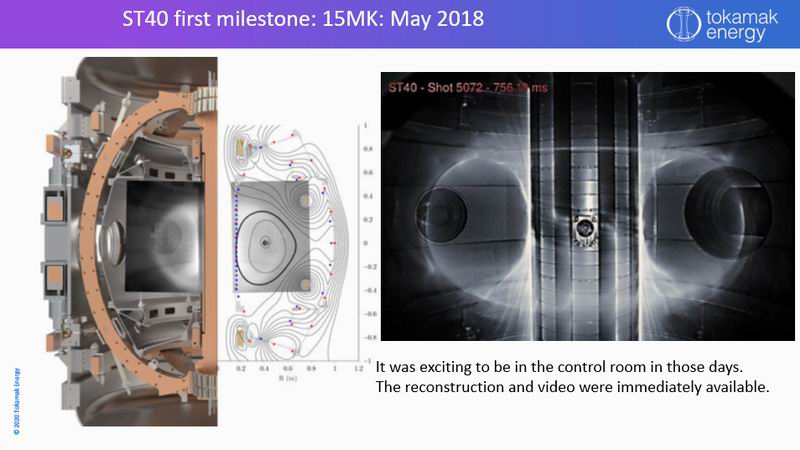 ST40 first milestone: 15MK: May 2018
tokamak
energy
ST40 - Shot 5072 - 756. ms
1
0.8
0.6
0.4
0.2
0
−0.2
−0.4
−0.6
−0.8
−1
0.2
0.4
0.6
0.8
1
1.2
R (m)
It was exciting to be in the control room in those days.
The reconstruction and video were immediately available.
© 2020 Tokamak Energy